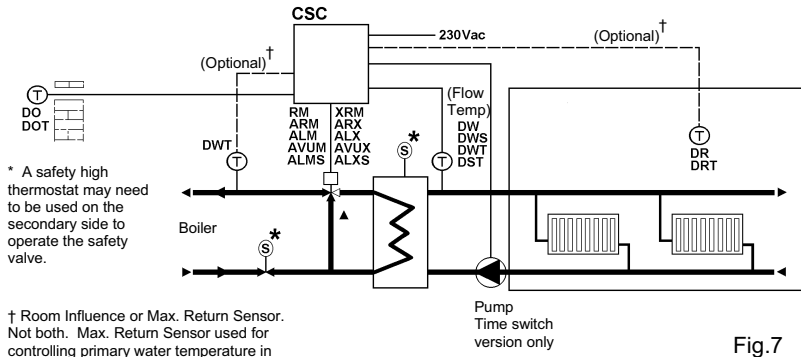 CSC
230Vac
(Optional)†
(Optional)†
(Flow
Temp)
DO
DOT
T
DWT
T
RM XRM
ARM ARX
ALM ALX
AVUM AVUX
ALMS ALXS
S*
DW
DWS
DWT
DST
T
T
DR
DRT
* A safety high
thermostat may need
to be used on the
secondary side to
operate the safety
valve.
Boiler
S*
Pump
Time switch
version only
† Room Influence or Max. Return Sensor.
Not both. Max. Return Sensor used for
controlling primary water temperature in
Fig.7